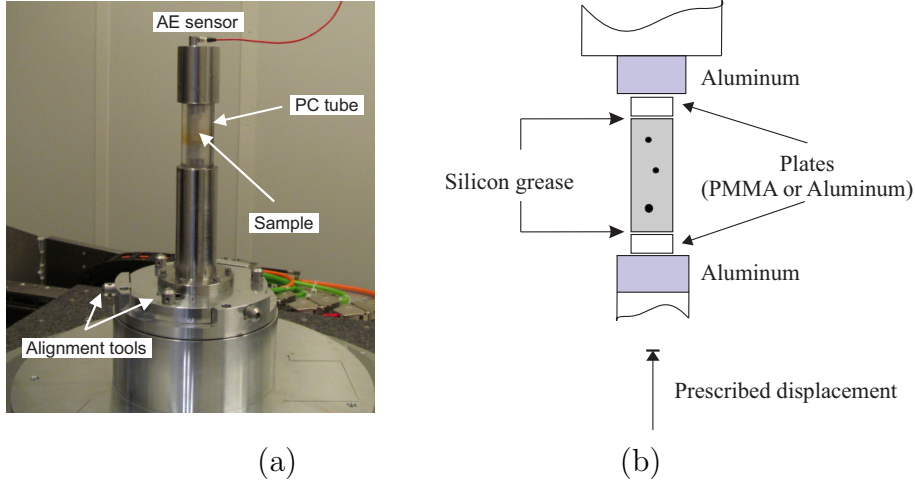 AE sensor
PC tube
Sample
Alignment tools
(a)
Aluminum
Silicon grease
Plates
(PMMA or Aluminum)
Aluminum
Prescribed displacement
(b)